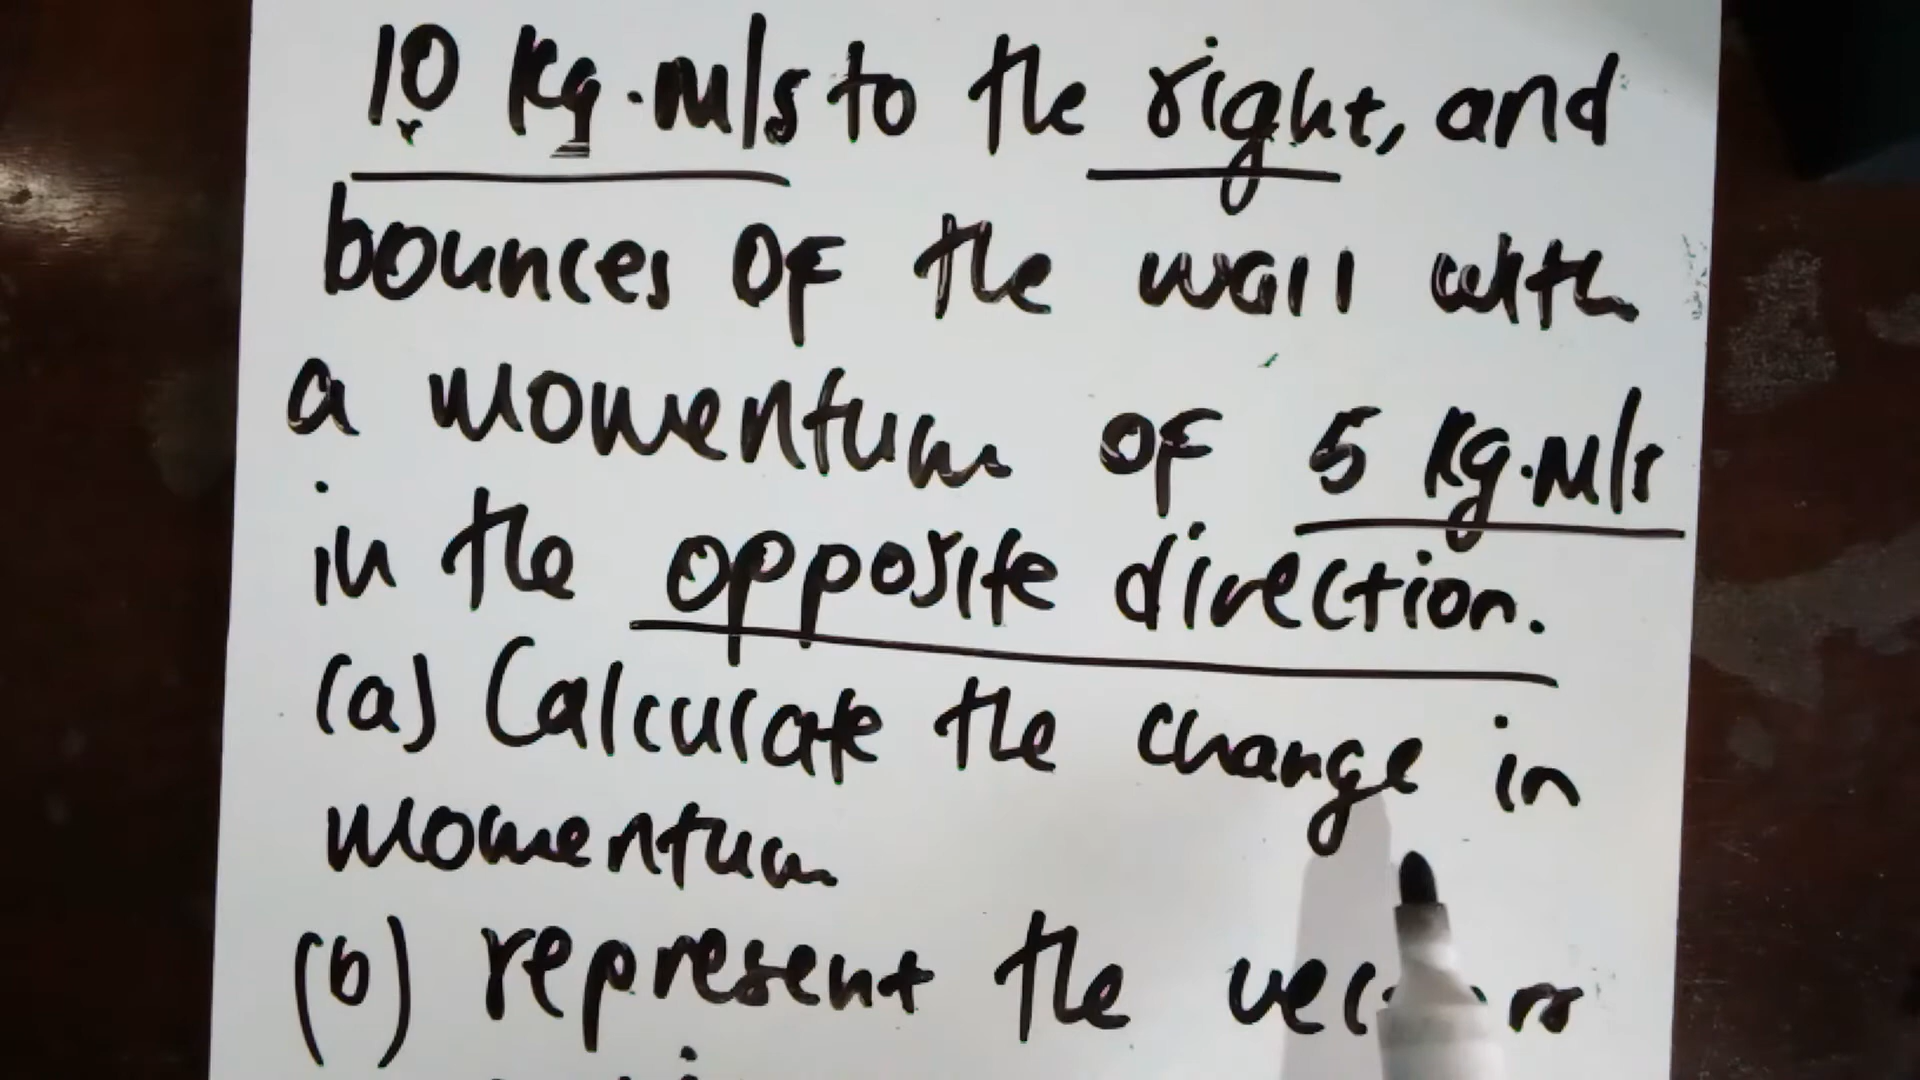 10 Kg.m/s to the right, and
bounces of the wall with
a momentum of 5 Kg.m/s
in the opposite direction.
(a) Calculate the change in
momentum
(b) represent the